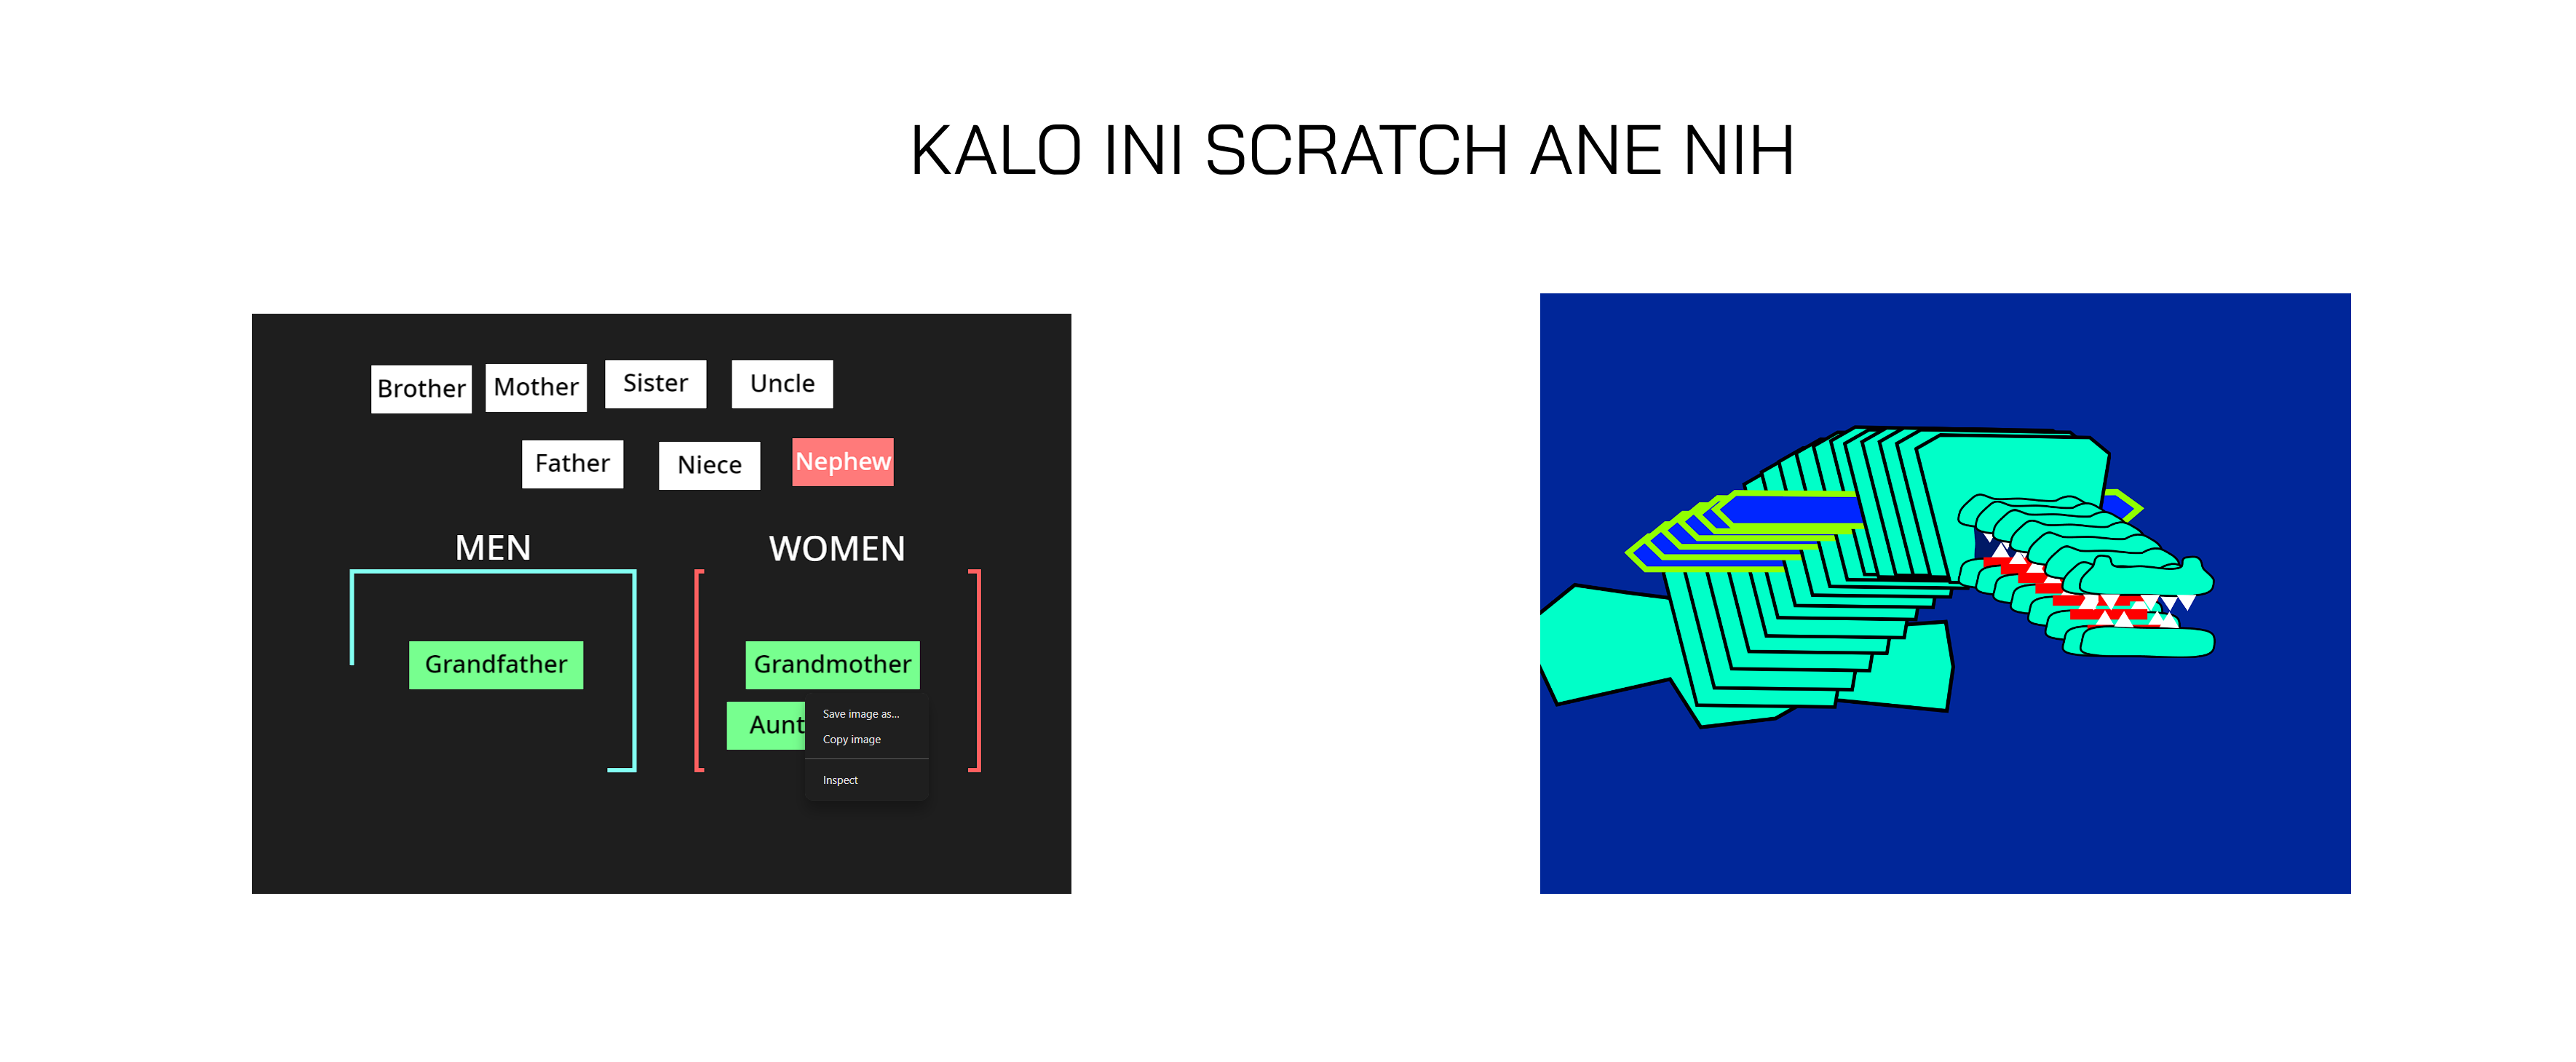 KALO INI SCRATCH ANE NIH
Brother Mother Sister Uncle
Father Niece Nephew
MEN WOMEN
Grandfather Grandmother
Aunt
Save image as...
Copy image
Inspect